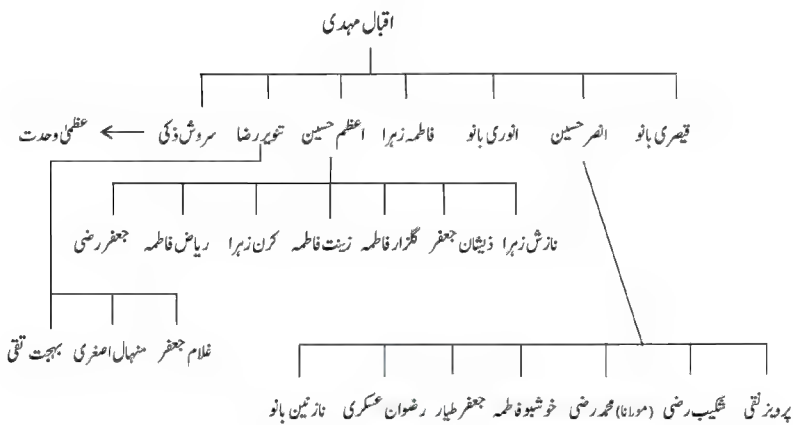 اقبال مہدی
قیصری بانو انصر حسین انوری بانو فاطمہ زہرا اعظم حسین تنویر رضا سروش ذکی عظمیٰ وحدت
نازش زہرا ذیشان جعفر گلزار فاطمہ زینت فاطمہ کرن زہرا ریاض فاطمہ جعفر رضی
غلام جعفر منہال اصغری بہجت تقی
پرویز نقی شکیب رضی (مولانا) محمد رضی خوشبو فاطمہ جعفر طیار رضوان عسکری نازنین بانو